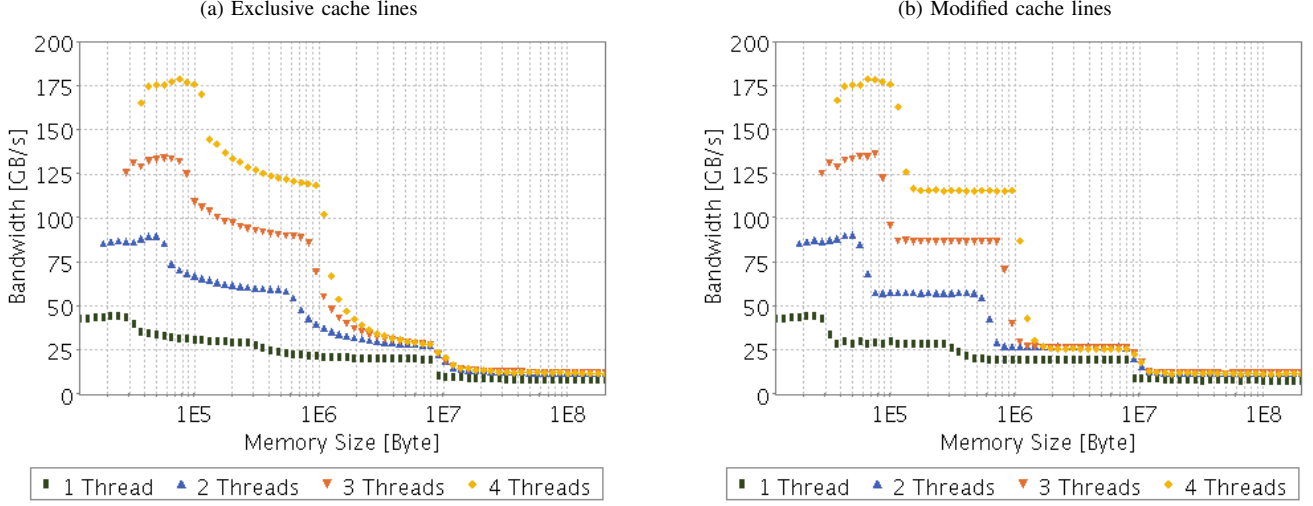 (a) Exclusive cache lines
200
175
150
125
100
75
50
25
0
Bandwidth [GB/s]
1E5 1E6 1E7 1E8
Memory Size [Byte]
1 Thread 2 Threads 3 Threads 4 Threads
(b) Modified cache lines
200
175
150
125
100
75
50
25
0
Bandwidth [GB/s]
1E5 1E6 1E7 1E8
Memory Size [Byte]
1 Thread 2 Threads 3 Threads 4 Threads